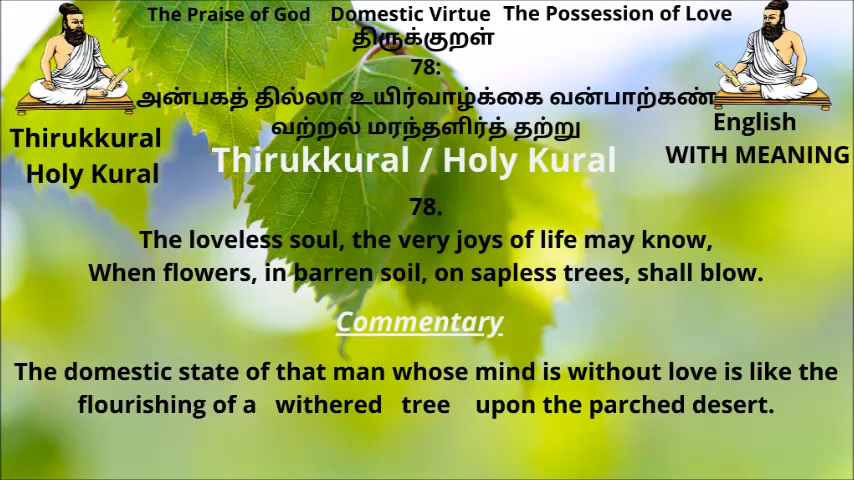 The Praise of God Domestic Virtue The Possession of Love
திருக்குறள்
78:
அன்பகத் தில்லா உயிர்வாழ்க்கை வன்பாற்கண்
வற்றல் மரந்தளிர்த் தற்று
Thirukkural
Holy Kural
English
WITH MEANING
Thirukkural / Holy Kural
78.
The loveless soul, the very joys of life may know,
When flowers, in barren soil, on sapless trees, shall blow.
Commentary
The domestic state of that man whose mind is without love is like the
flourishing of a withered tree upon the parched desert.